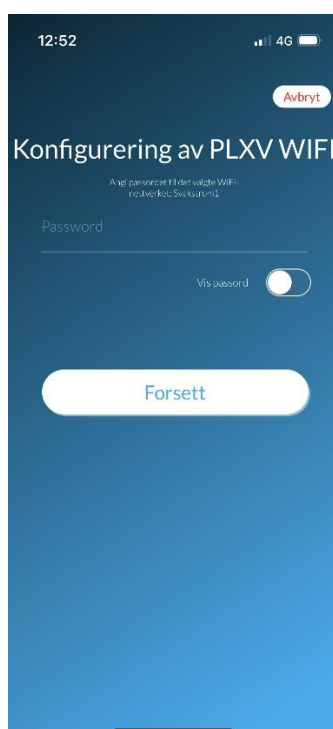 12:52
4G
Avbryt
Konfigurering av PLXV WIFI
Angi passordet til det valgte WiFi-
nettverket: Svakstrom1
Password
Vis passord
Forsett